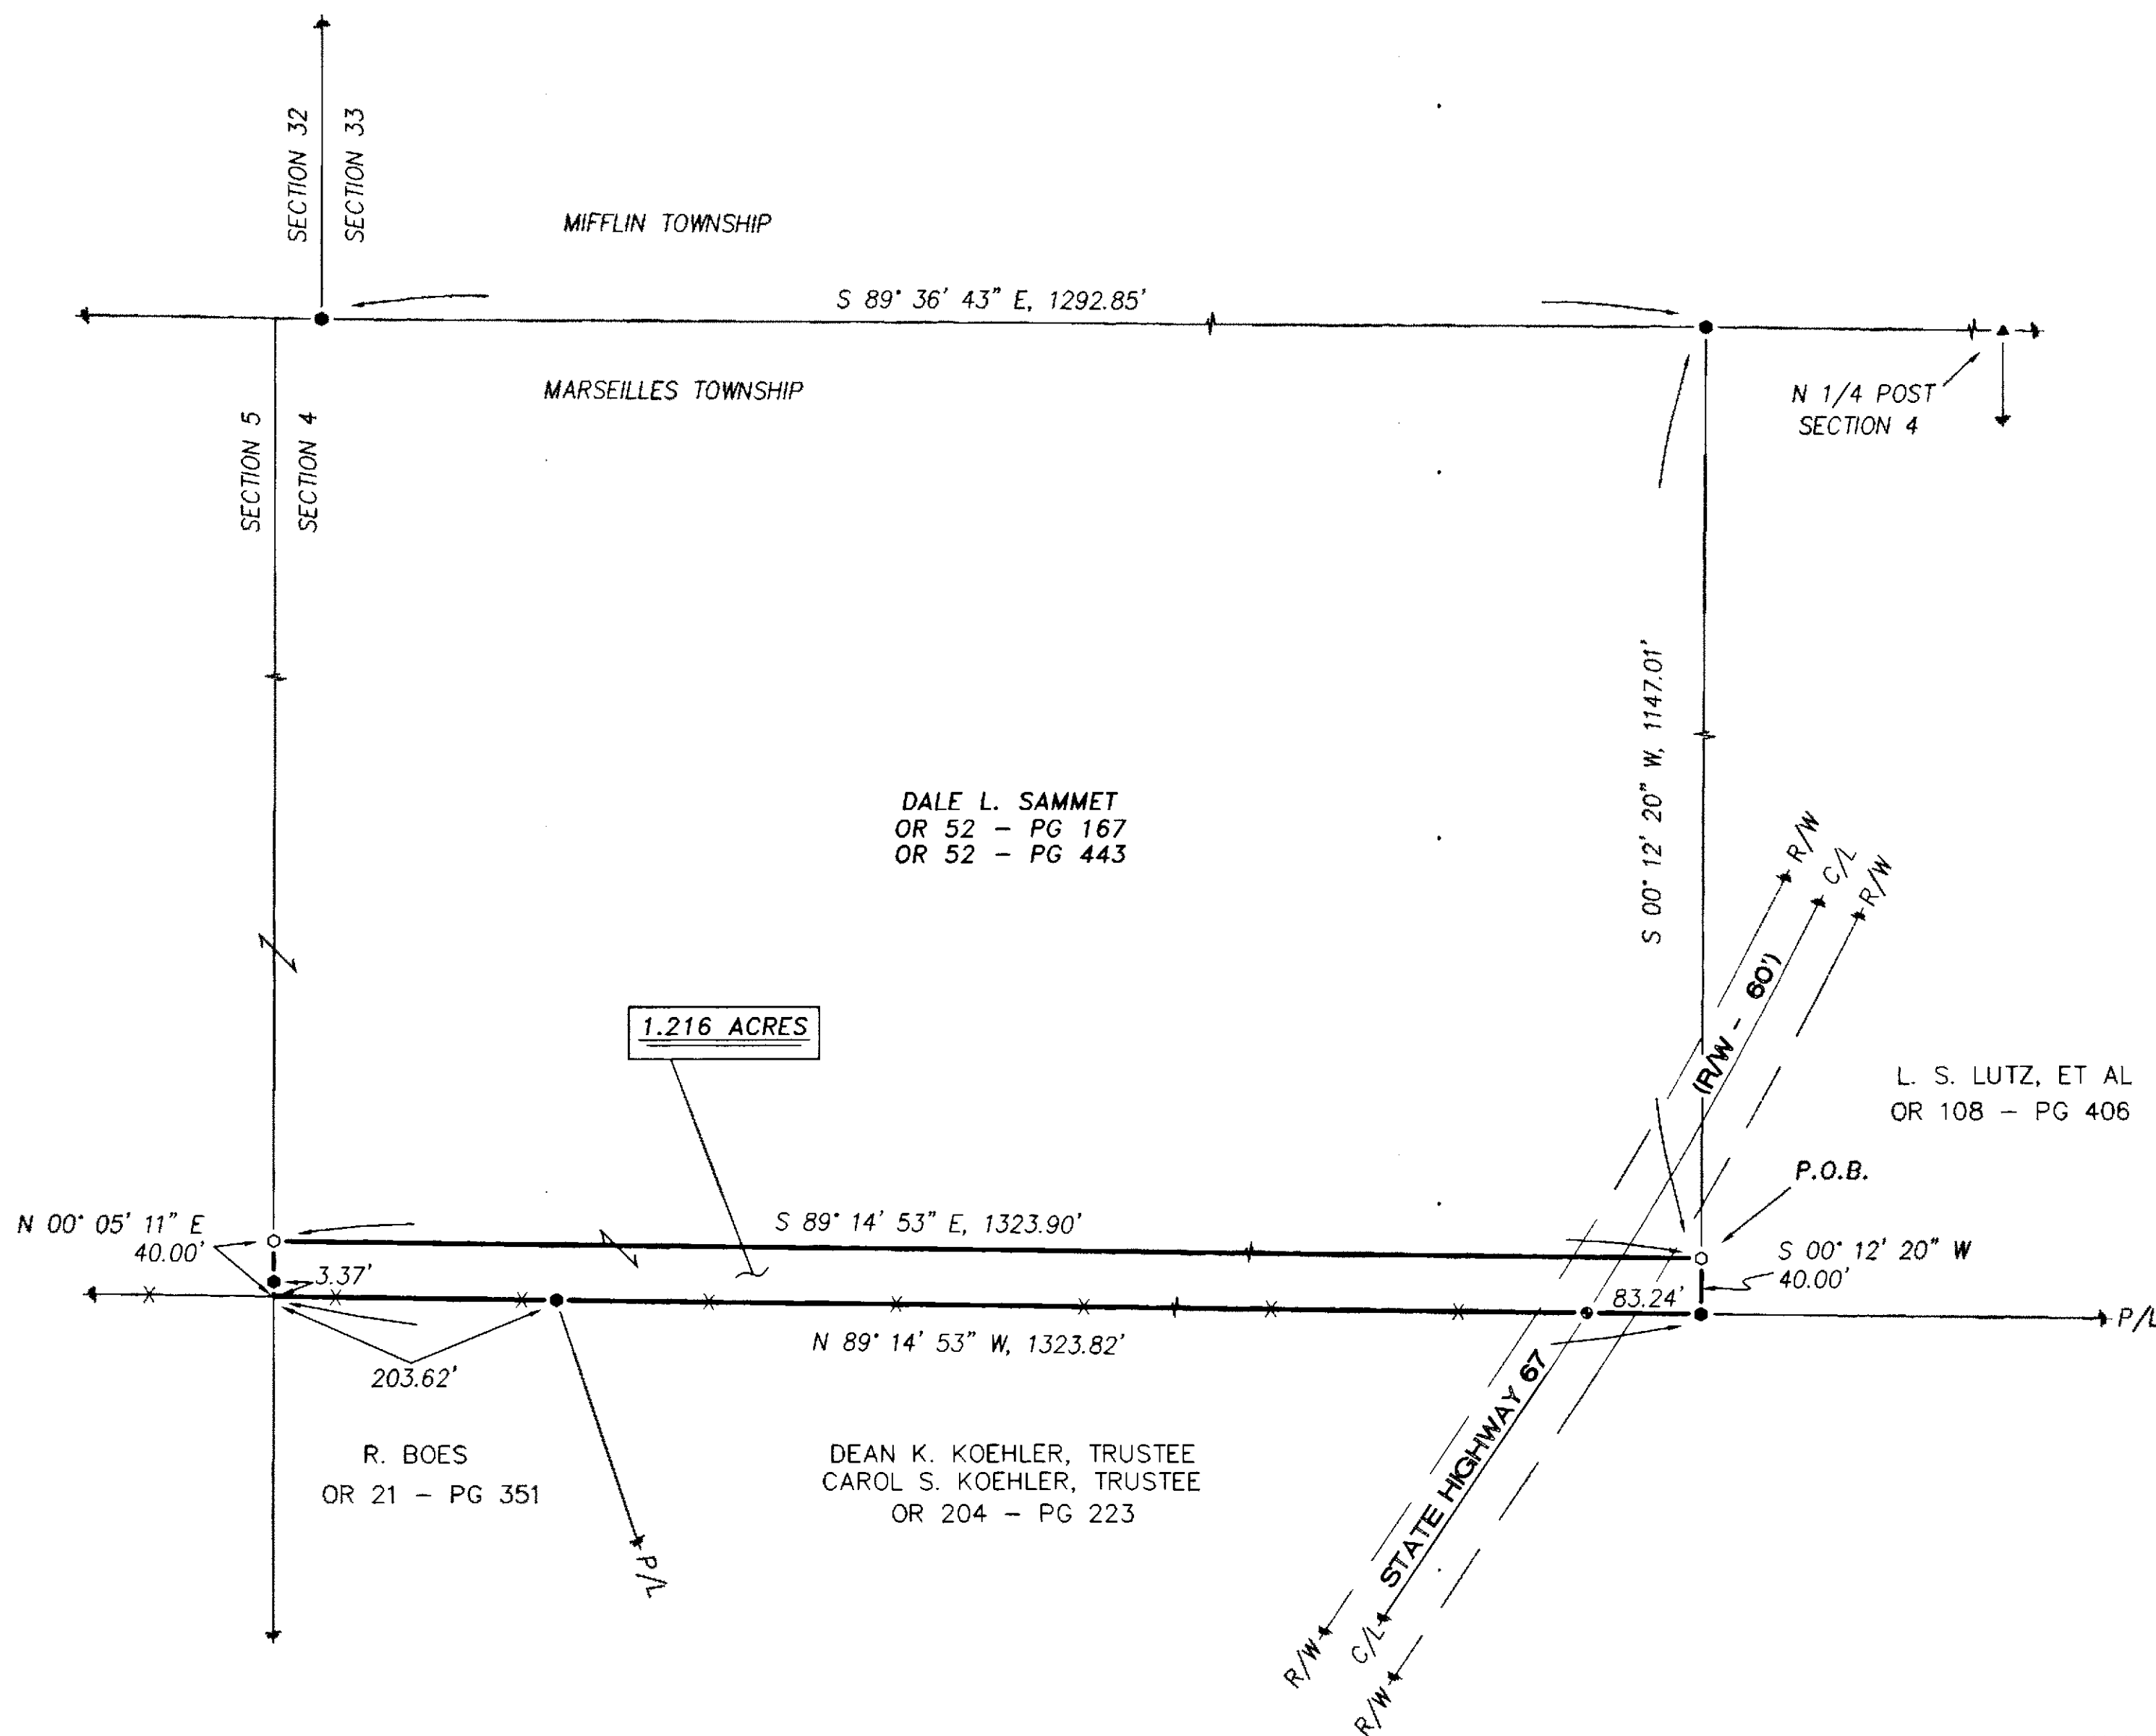 SECTION 32
SECTION 33
MIFFLIN TOWNSHIP
S 89° 36' 43" E, 1292.85'
MARSEILLES TOWNSHIP
N 1/4 POST
SECTION 4
SECTION 5
SECTION 4
S 00° 12' 20" W, 1147.01'
DALE L. SAMMET
OR 52 - PG 167
OR 52 - PG 443
R/W
C/L
R/W
(R/W - 60')
1.216 ACRES
L. S. LUTZ, ET AL
OR 108 - PG 406
P.O.B.
N 00° 05' 11" E
40.00'
S 89° 14' 53" E, 1323.90'
S 00° 12' 20" W
40.00'
3.37'
83.24'
P/L
N 89° 14' 53" W, 1323.82'
203.62'
STATE HIGHWAY 67
R. BOES
OR 21 - PG 351
DEAN K. KOEHLER, TRUSTEE
CAROL S. KOEHLER, TRUSTEE
OR 204 - PG 223
P/L
R/W
C/L
R/W